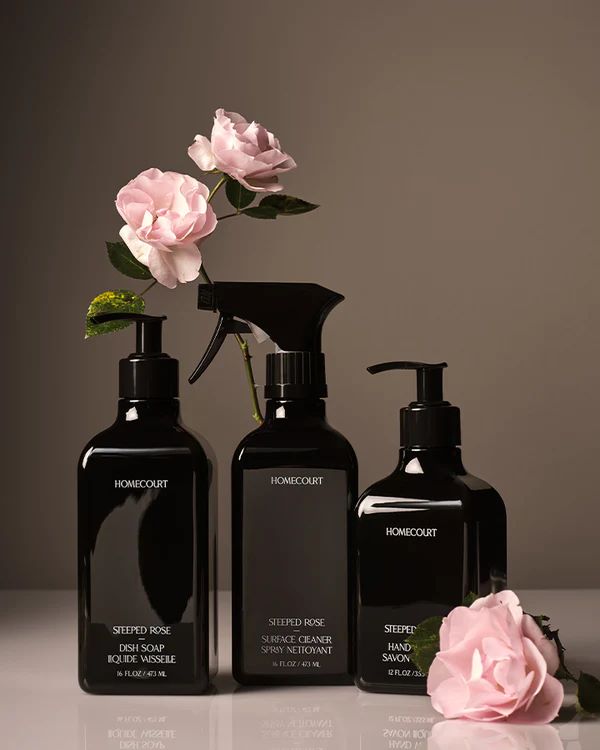 HOMECOURT
STEEPED ROSE
DISH SOAP
LIQUIDE VAISSELLE
16 FL.OZ / 473 ML
HOMECOURT
STEEPED ROSE
SURFACE CLEANER
SPRAY NETTOYANT
16 FL.OZ / 473 ML
HOMECOURT
STEEPED
HAND
SAVON
12 FL.OZ